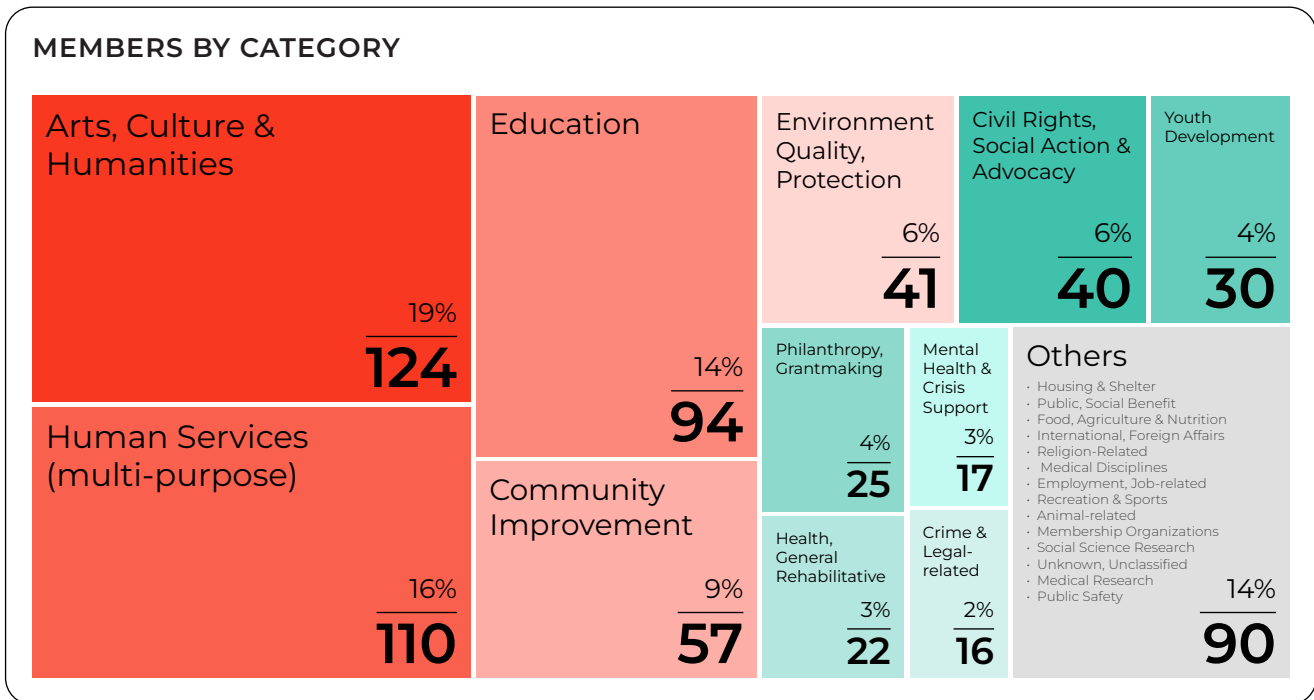 MEMBERS BY CATEGORY
Arts, Culture &
Humanities
19%
124
Human Services
(multi-purpose)
16%
110
Education
14%
94
Community
Improvement
9%
57
Environment
Quality,
Protection
6%
41
Civil Rights,
Social Action &
Advocacy
6%
40
Youth
Development
4%
30
Philanthropy,
Grantmaking
4%
25
Health,
General
Rehabilitative
3%
22
Mental
Health &
Crisis
Support
3%
17
Crime &
Legal-
related
2%
16
Others
· Housing & Shelter
· Public, Social Benefit
· Food, Agriculture & Nutrition
· International, Foreign Affairs
· Religion-Related
· Medical Disciplines
· Employment, Job-related
· Recreation & Sports
· Animal-related
· Membership Organizations
· Social Science Research
· Unknown, Unclassified
· Medical Research
· Public Safety
14%
90